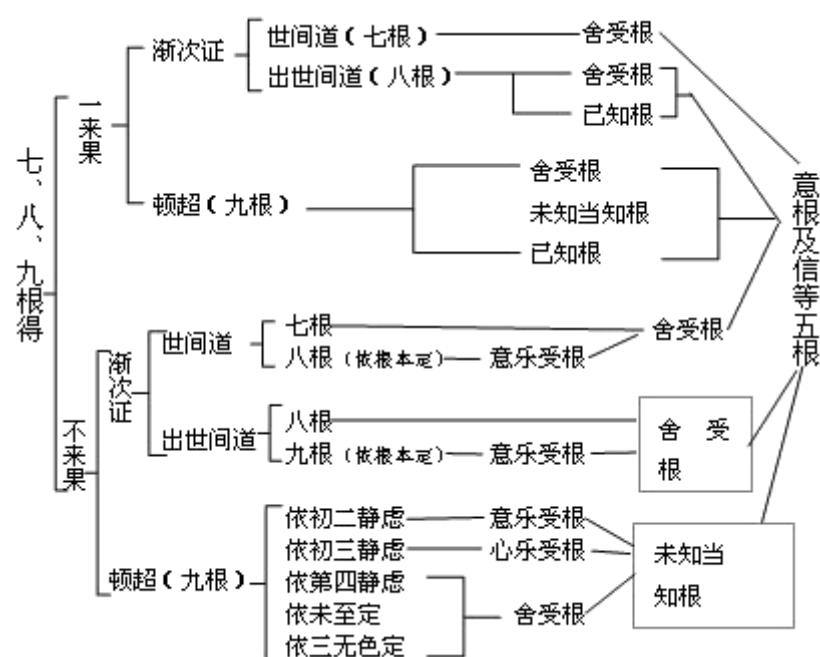 七、八、九根得
一来果
渐次证
世间道（七根）
舍受根
出世间道（八根）
舍受根
已知根
顿超（九根）
舍受根
未知当知根
已知根
意根及信等五根
不来果
渐次证
世间道
七根
舍受根
八根（依根本定）
意乐受根
出世间道
八根
九根（依根本定）
意乐受根
舍 受
根
顿超（九根）
依初二静虑
意乐受根
依初三静虑
心乐受根
依第四静虑
依未至定
舍受根
依三无色定
未知当
知根